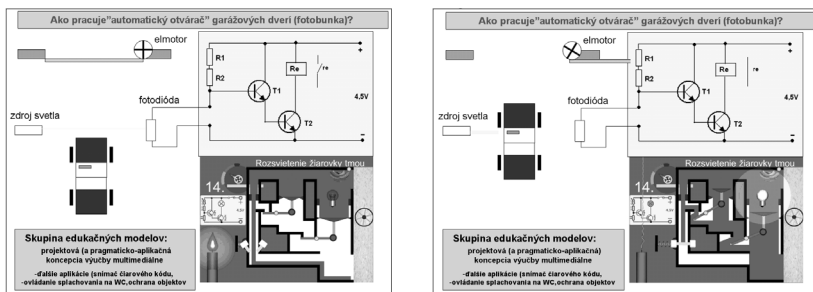 Ako pracuje"automatický otvárač" garážových dveri (fotobunka)?
elmotor
R1
R2
Re
re
T1
T2
+
4,5V
−
fotodióda
zdroj svetla
Rozsvietenie žiarovky tmou
14.
Skupina edukačných modelov:
projektová (a pragmaticko-aplikačná
koncepcia výučby multimediálne
-ďalšie aplikácie (snímač čiarového kódu,
-ovládanie splachovania na WC,ochrana objektov
Ako pracuje"automatický otvárač" garážových dveri (fotobunka)?
elmotor
R1
R2
Re
re
T1
T2
+
4,5V
−
fotodióda
zdroj svetla
Rozsvietenie žiarovky tmou
14.
Skupina edukačných modelov:
projektová (a pragmaticko-aplikačná)
koncepcia výučby multimediálne
-ďalšie aplikácie (snímač čiarového kódu,
-ovládanie splachovania na WC,ochrana objektov